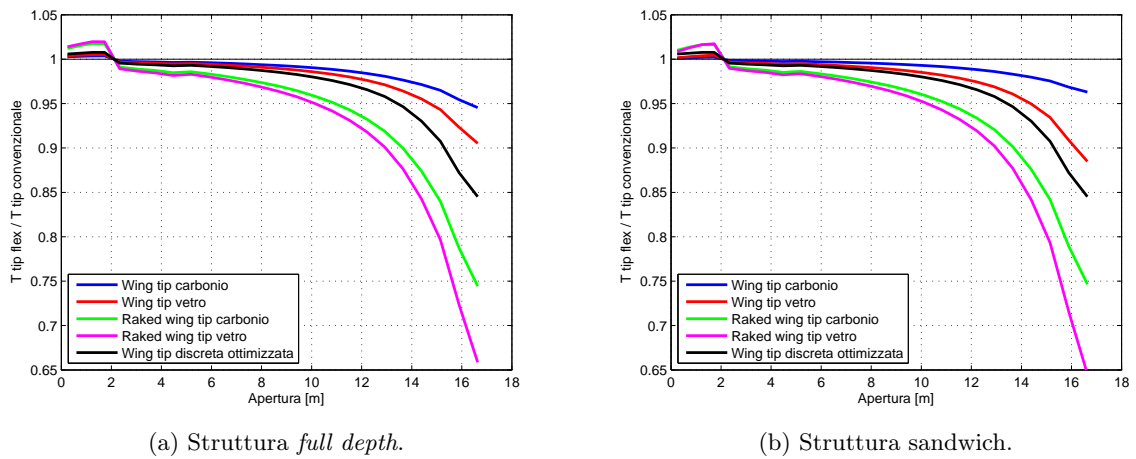 1.05
1
0.95
0.9
0.85
0.8
0.75
0.7
0.65
T tip flex / T tip convenzionale
Wing tip carbonio
Wing tip vetro
Raked wing tip carbonio
Raked wing tip vetro
Wing tip discreta ottimizzata
0 2 4 6 8 10 12 14 16 18
Apertura [m]
(a) Struttura full depth.
1.05
1
0.95
0.9
0.85
0.8
0.75
0.7
0.65
T tip flex / T tip convenzionale
Wing tip carbonio
Wing tip vetro
Raked wing tip carbonio
Raked wing tip vetro
Wing tip discreta ottimizzata
0 2 4 6 8 10 12 14 16 18
Apertura [m]
(b) Struttura sandwich.